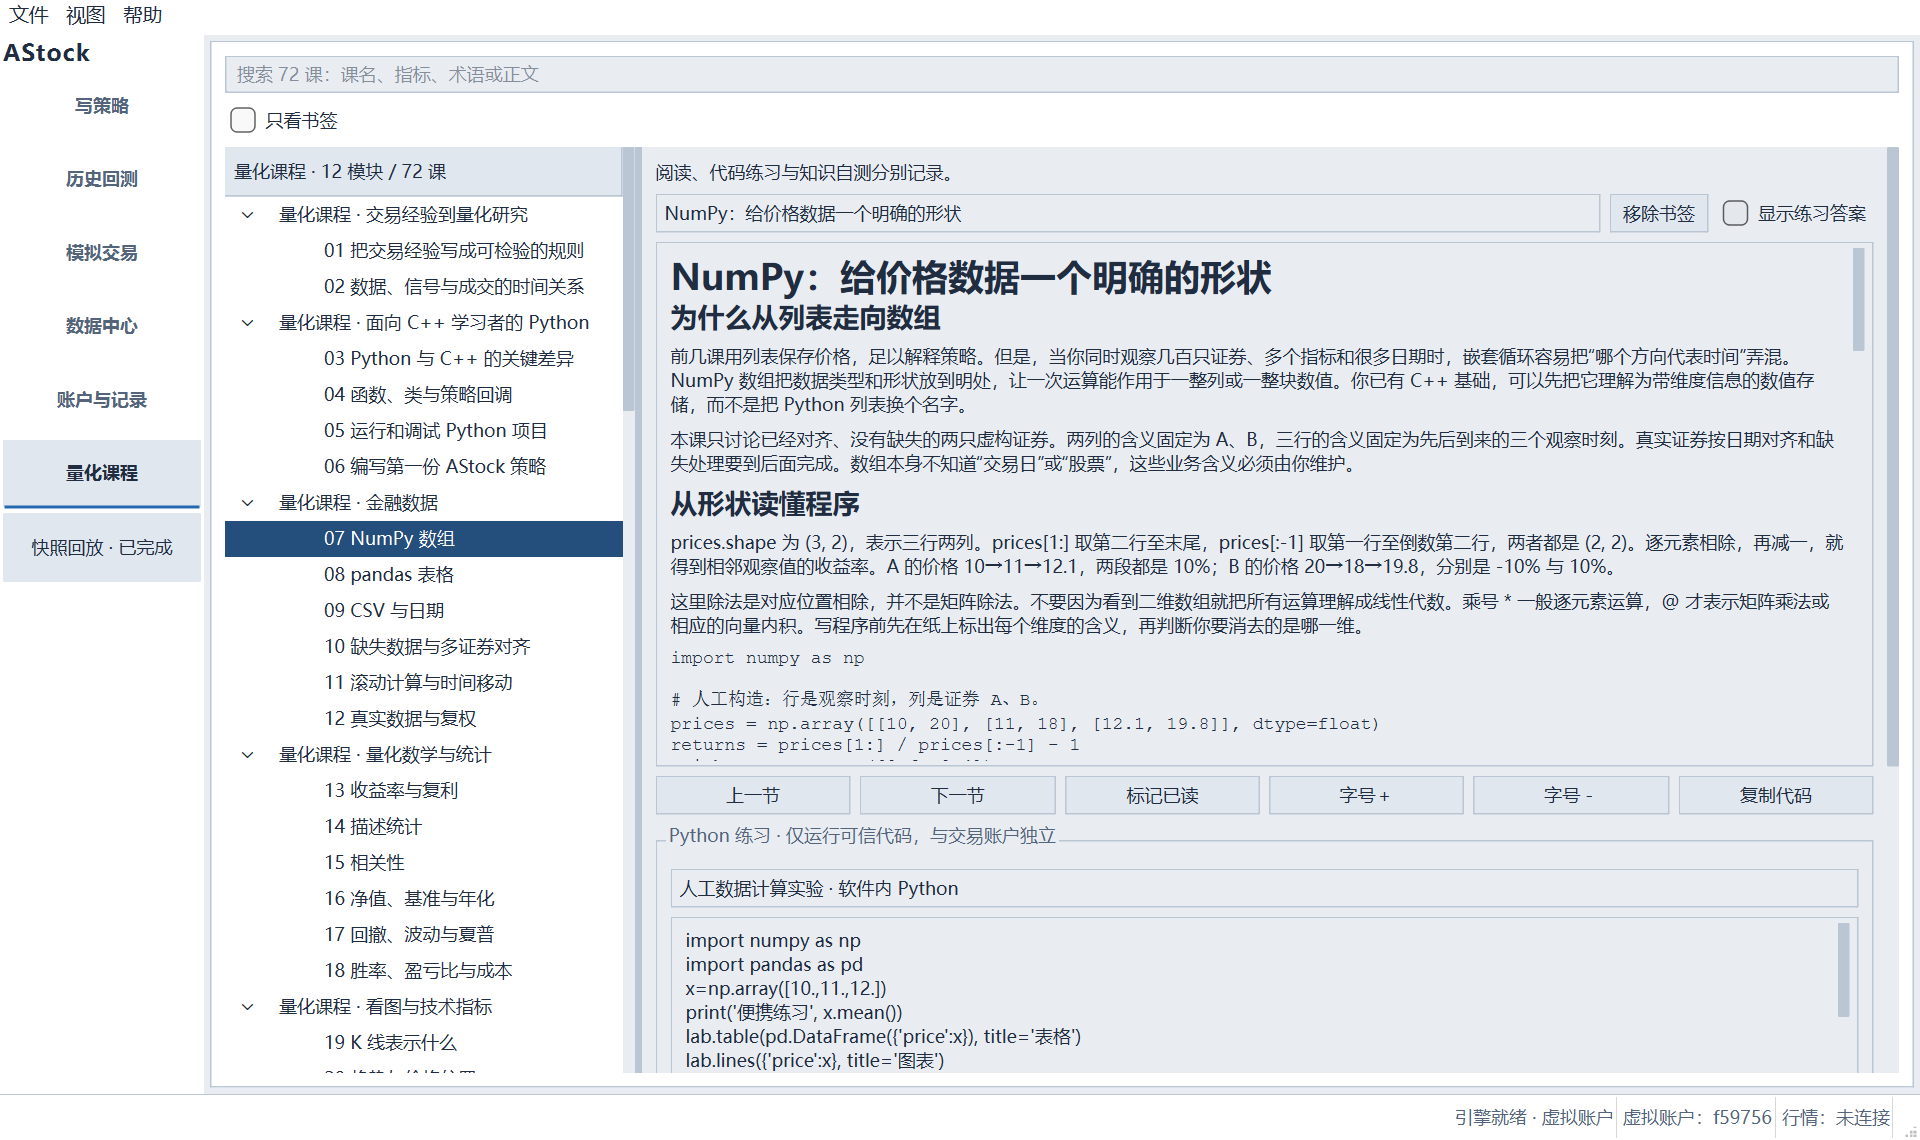 文件 视图 帮助
AStock
写策略
历史回测
模拟交易
数据中心
账户与记录
量化课程
快照回放 · 已完成
搜索 72 课：课名、指标、术语或正文
只看书签
量化课程 · 12 模块 / 72 课
量化课程 · 交易经验到量化研究
01 把交易经验写成可检验的规则
02 数据、信号与成交的时间关系
量化课程 · 面向 C++ 学习者的 Python
03 Python 与 C++ 的关键差异
04 函数、类与策略回调
05 运行和调试 Python 项目
06 编写第一份 AStock 策略
量化课程 · 金融数据
07 NumPy 数组
08 pandas 表格
09 CSV 与日期
10 缺失数据与多证券对齐
11 滚动计算与时间移动
12 真实数据与复权
量化课程 · 量化数学与统计
13 收益率与复利
14 描述统计
15 相关性
16 净值、基准与年化
17 回撤、波动与夏普
18 胜率、盈亏比与成本
量化课程 · 看图与技术指标
19 K 线表示什么
阅读、代码练习与知识自测分别记录。
NumPy：给价格数据一个明确的形状
移除书签
显示练习答案
NumPy：给价格数据一个明确的形状
为什么从列表走向数组
前几课用列表保存价格，足以解释策略。但是，当你同时观察几百只证券、多个指标和很多日期时，嵌套循环容易把“哪个方向代表时间”弄混。
NumPy 数组把数据类型和形状放到明处，让一次运算能作用于一整列或一整块数值。你已有 C++ 基础，可以先把它理解为带维度信息的数值存
储，而不是把 Python 列表换个名字。
本课只讨论已经对齐、没有缺失的两只虚构证券。两列的含义固定为 A、B，三行的含义固定为先后到来的三个观察时刻。真实证券按日期对齐和缺
失处理要到后面完成。数组本身不知道“交易日”或“股票”，这些业务含义必须由你维护。
从形状读懂程序
prices.shape 为 (3, 2)，表示三行两列。prices[1:] 取第二行至末尾，prices[:-1] 取第一行至倒数第二行，两者都是 (2, 2)。逐元素相除，再减一，就
得到相邻观察值的收益率。A 的价格 10→11→12.1，两段都是 10%；B 的价格 20→18→19.8，分别是 -10% 与 10%。
这里除法是对应位置相除，并不是矩阵除法。不要因为看到二维数组就把所有运算理解成线性代数。乘号 * 一般逐元素运算，@ 才表示矩阵乘法或
相应的向量内积。写程序前先在纸上标出每个维度的含义，再判断你要消去的是哪一维。
import numpy as np
# 人工构造：行是观察时刻，列是证券 A、B。
prices = np.array([[10, 20], [11, 18], [12.1, 19.8]], dtype=float)
returns = prices[1:] / prices[:-1] - 1
上一节
下一节
标记已读
字号 +
字号 -
复制代码
Python 练习 · 仅运行可信代码，与交易账户独立
人工数据计算实验 · 软件内 Python
import numpy as np
import pandas as pd
x=np.array([10.,11.,12.])
print('便携练习', x.mean())
lab.table(pd.DataFrame({'price':x}), title='表格')
lab.lines({'price':x}, title='图表')
引擎就绪 · 虚拟账户
虚拟账户：f59756
行情：未连接